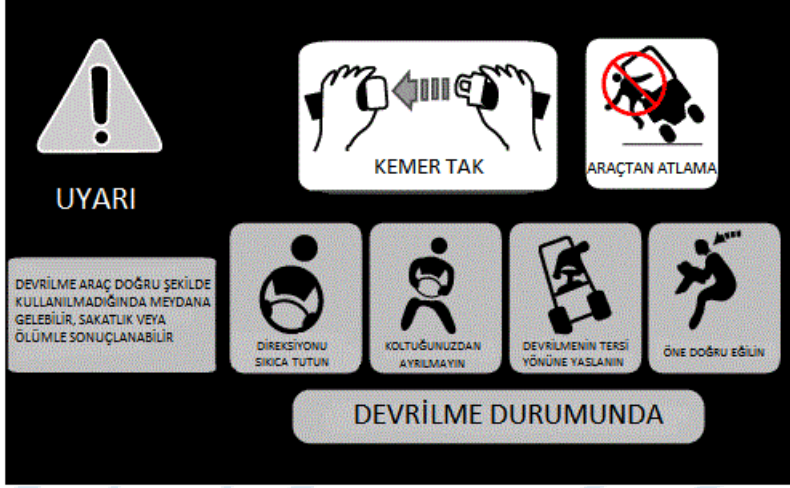 UYARI
KEMER TAK
ARAÇTAN ATLAMA
DEVRİLME ARAÇ DOĞRU ŞEKİLDE
KULLANILMADIĞINDA MEYDANA
GELEBİLİR, SAKATLIK VEYA
ÖLÜMLE SONUÇLANABİLİR
DİREKSİYONU
SIKICA TUTUN
KOLTUĞUNUZDAN
AYRILMAYIN
DEVRİLMENİN TERSİ
YÖNÜNE YASLANIN
ÖNE DOĞRU EĞİLİN
DEVRİLME DURUMUNDA